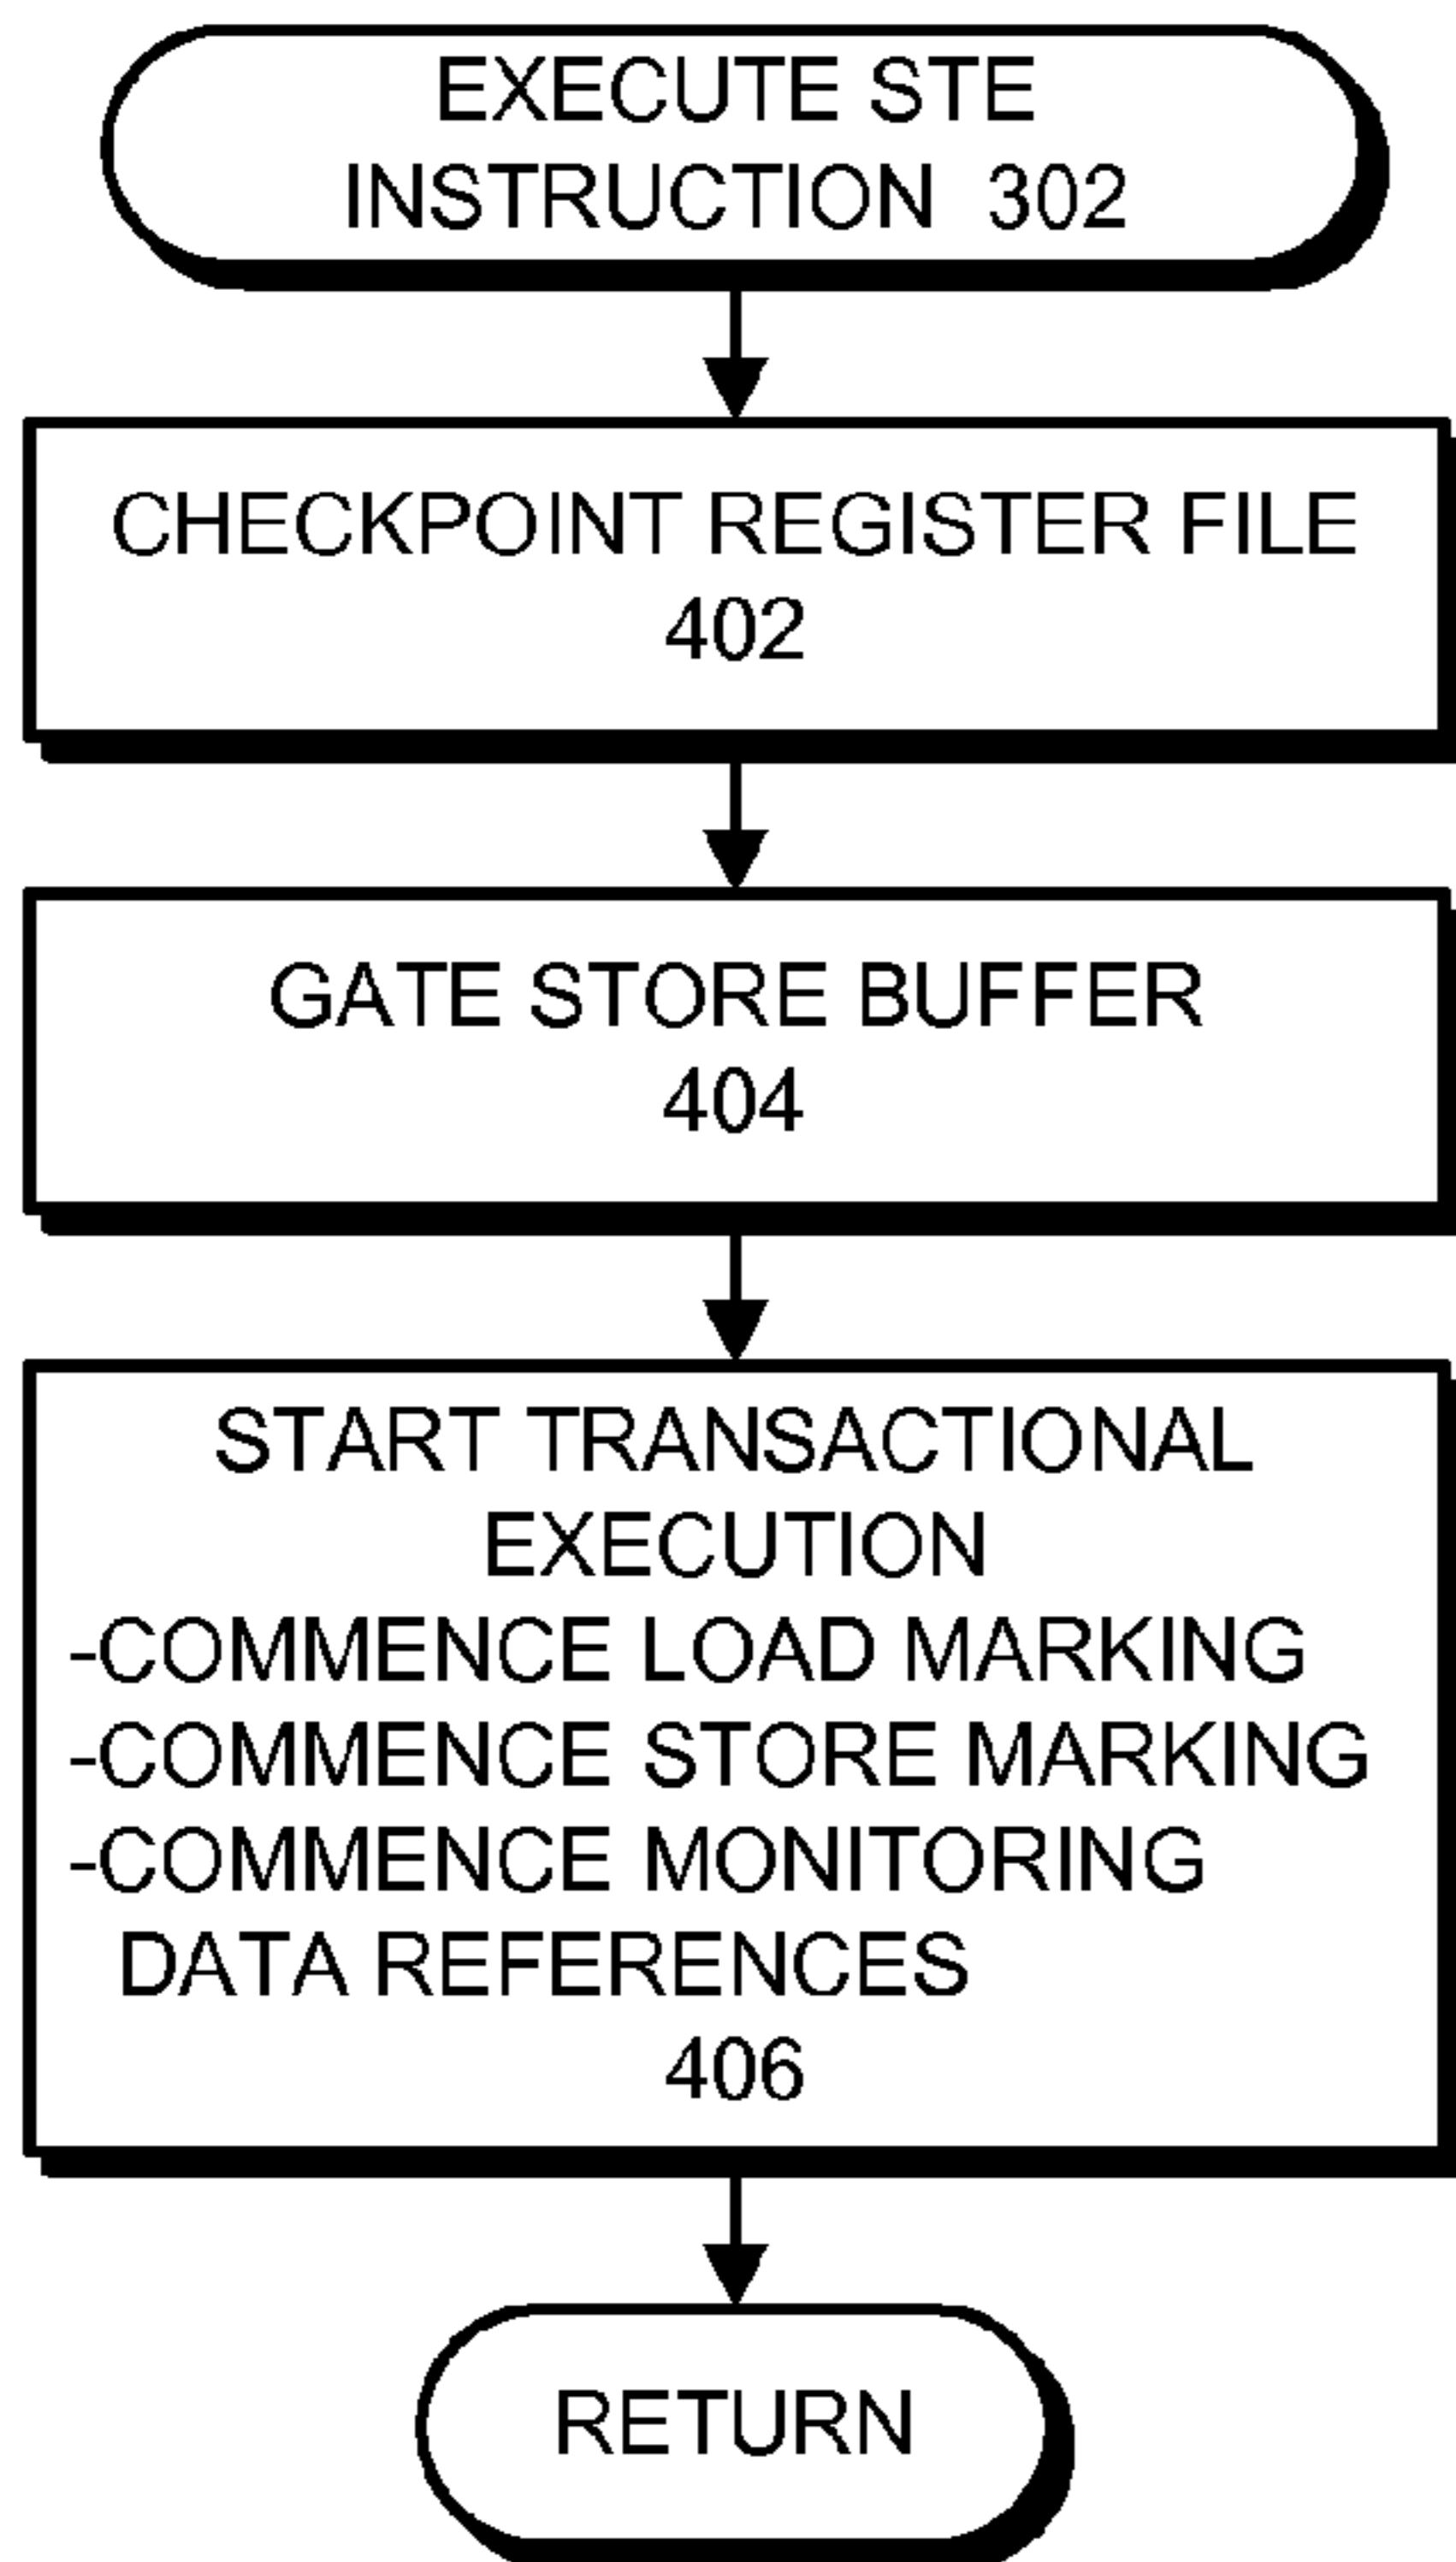 EXECUTE STE
INSTRUCTION 302
CHECKPOINT REGISTER FILE
402
GATE STORE BUFFER
404
START TRANSACTIONAL
EXECUTION
-COMMENCE LOAD MARKING
-COMMENCE STORE MARKING
-COMMENCE MONITORING
DATA REFERENCES
406
RETURN